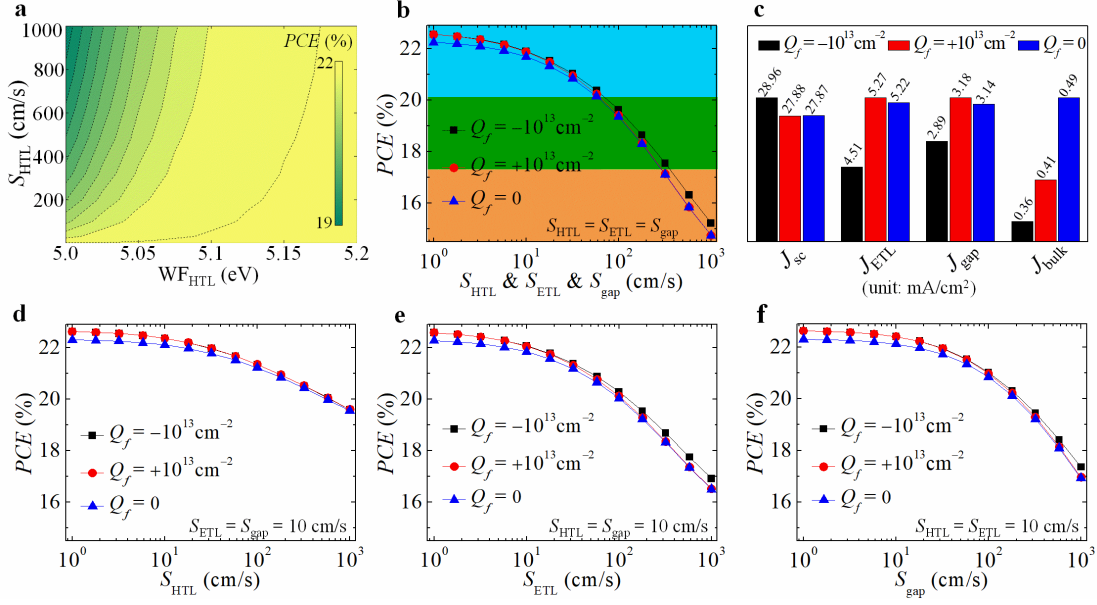 a
1000
800
600
400
200
S_HTL (cm/s)
PCE (%)
22
19
5.0
5.05
5.1
5.15
5.2
WF_HTL (eV)
b
22
20
18
16
PCE (%)
Q_f = −10^13 cm^−2
Q_f = +10^13 cm^−2
Q_f = 0
S_HTL = S_ETL = S_gap
10^0 10^1 10^2 10^3
S_HTL & S_ETL & S_gap (cm/s)
c
Q_f = −10^13 cm^−2 Q_f = +10^13 cm^−2 Q_f = 0
28.96 27.88 27.87
4.51 5.27 5.22
2.89 3.18 3.14
0.36 0.41 0.49
J_sc J_ETL J_gap J_bulk
(unit: mA/cm^2)
d
22
20
18
16
PCE (%)
Q_f = −10^13 cm^−2
Q_f = +10^13 cm^−2
Q_f = 0
S_ETL = S_gap = 10 cm/s
10^0 10^1 10^2 10^3
S_HTL (cm/s)
e
22
20
18
16
PCE (%)
Q_f = −10^13 cm^−2
Q_f = +10^13 cm^−2
Q_f = 0
S_HTL = S_gap = 10 cm/s
10^0 10^1 10^2 10^3
S_ETL (cm/s)
f
22
20
18
16
PCE (%)
Q_f = −10^13 cm^−2
Q_f = +10^13 cm^−2
Q_f = 0
S_HTL = S_ETL = 10 cm/s
10^0 10^1 10^2 10^3
S_gap (cm/s)